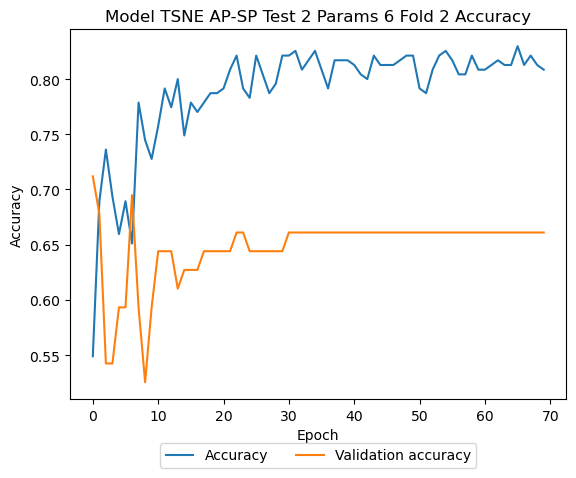 Model TSNE AP-SP Test 2 Params 6 Fold 2 Accuracy
Accuracy
0.80
0.75
0.70
0.65
0.60
0.55
0 10 20 30 40 50 60 70
Epoch
Accuracy Validation accuracy